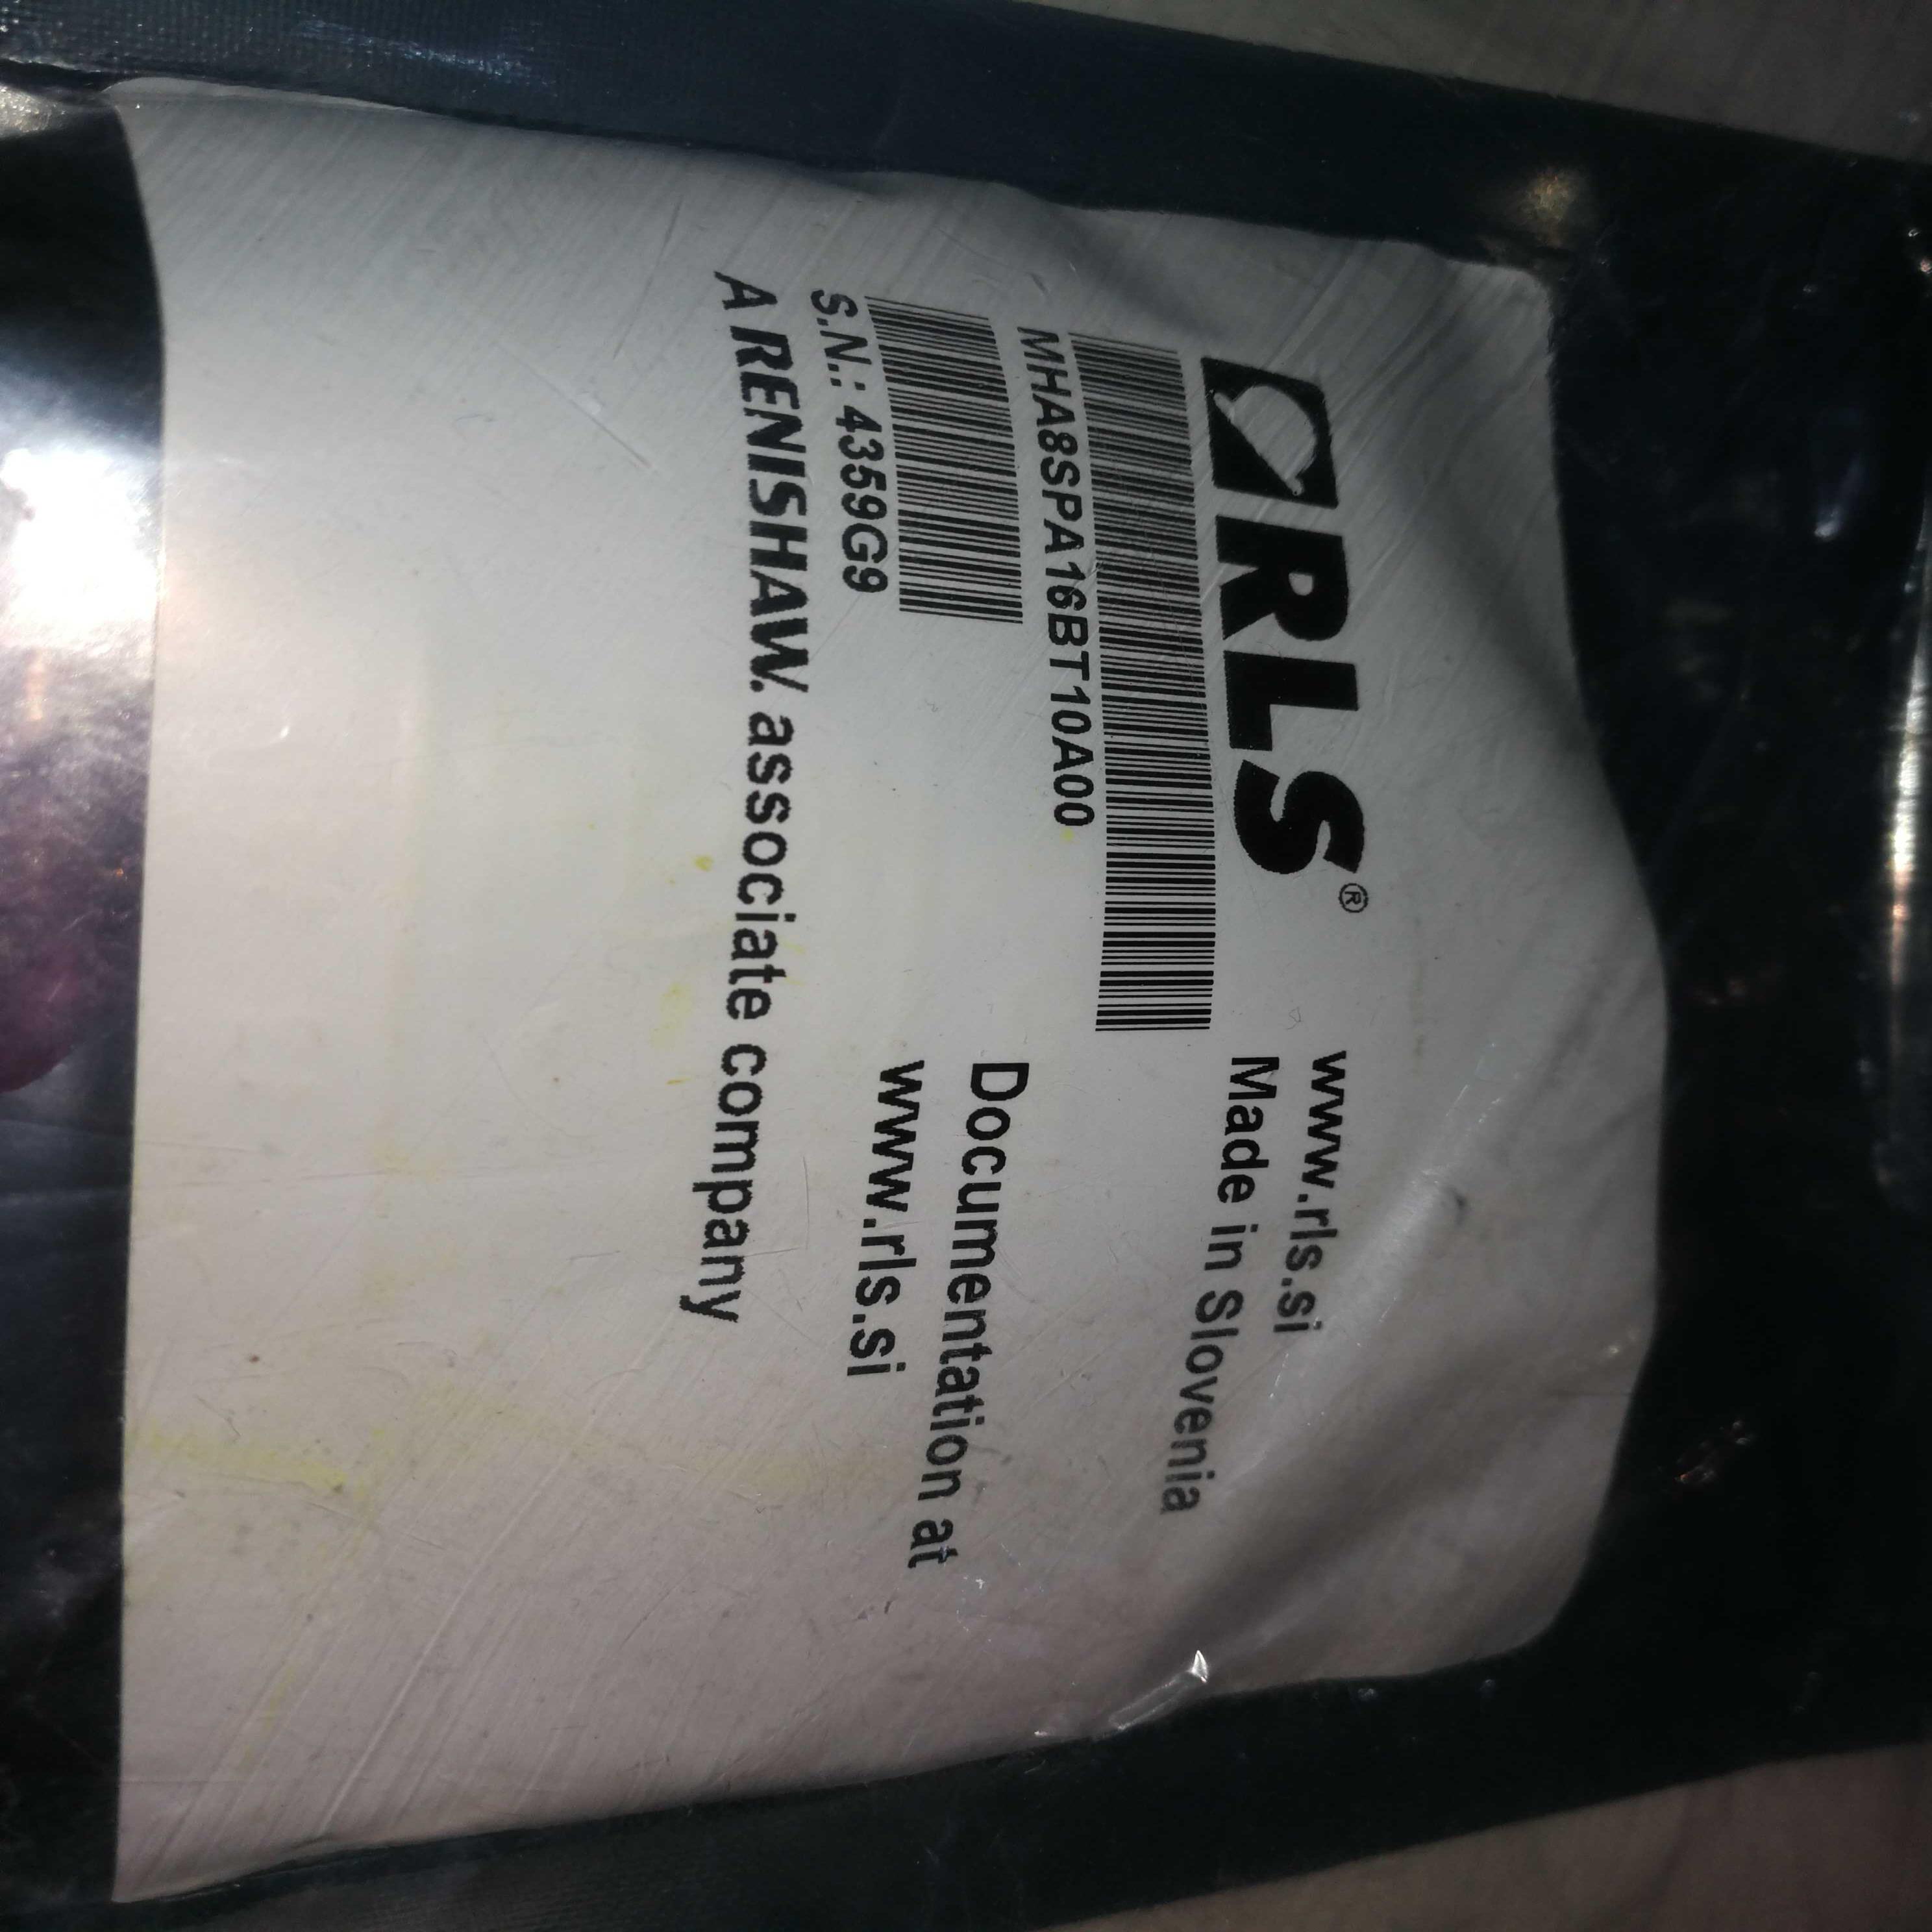 RLS®
www.rls.si
Made in Slovenia
MHA8SPA16BT10A00
Documentation at
www.rls.si
S.N.: 4359G9
A RENISHAW. associate company